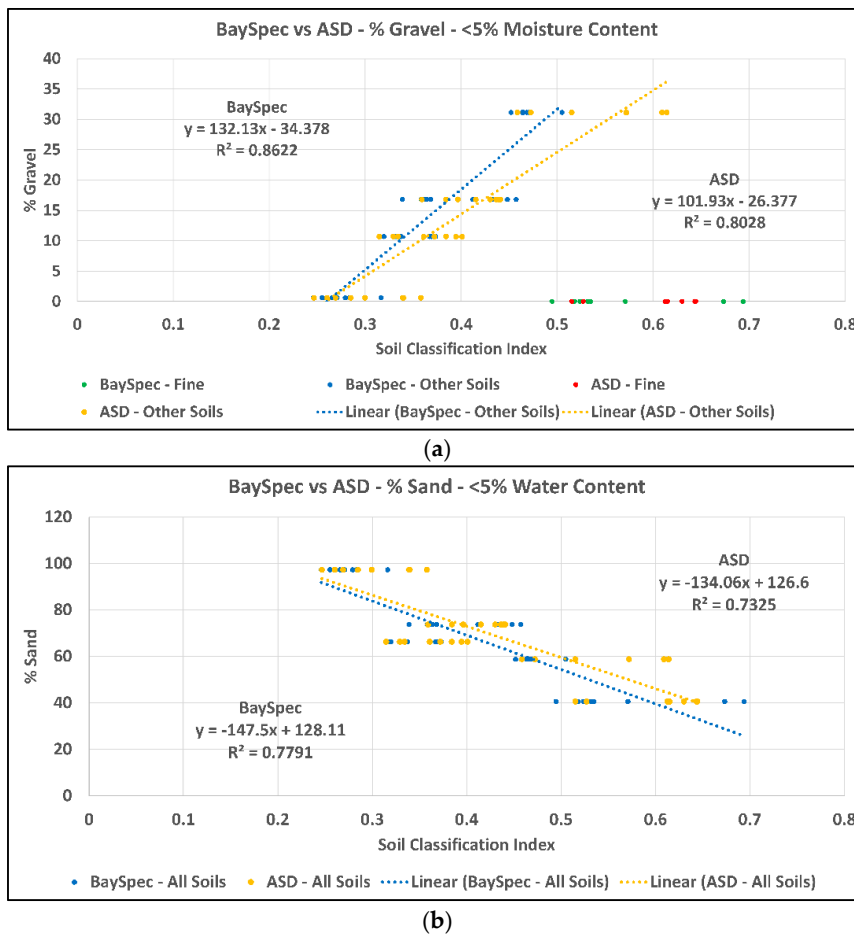 BaySpec vs ASD - % Gravel - <5% Moisture Content
40
35
30
25
20
15
10
5
0
% Gravel
BaySpec
y = 132.13x - 34.378
R² = 0.8622
ASD
y = 101.93x - 26.377
R² = 0.8028
0 0.1 0.2 0.3 0.4 0.5 0.6 0.7 0.8
Soil Classification Index
BaySpec - Fine BaySpec - Other Soils ASD - Fine
ASD - Other Soils Linear (BaySpec - Other Soils) Linear (ASD - Other Soils)
(a)
BaySpec vs ASD - % Sand - <5% Water Content
120
100
80
60
40
20
0
% Sand
ASD
y = -134.06x + 126.6
R² = 0.7325
BaySpec
y = -147.5x + 128.11
R² = 0.7791
0 0.1 0.2 0.3 0.4 0.5 0.6 0.7 0.8
Soil Classification Index
BaySpec - All Soils ASD - All Soils Linear (BaySpec - All Soils) Linear (ASD - All Soils)
(b)